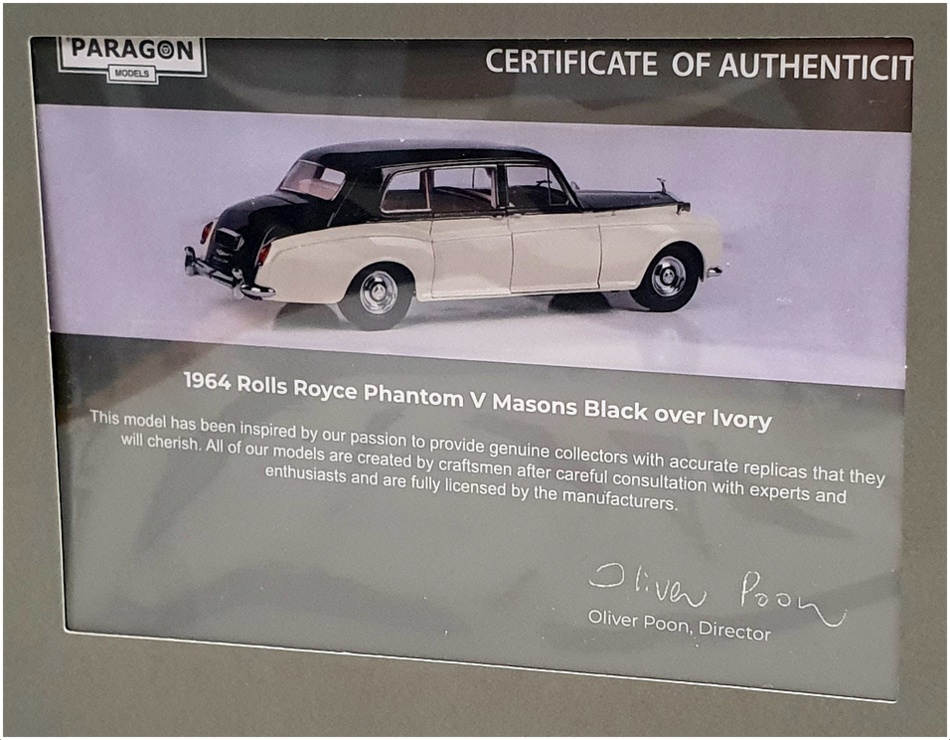 PARAGON
MODELS
CERTIFICATE OF AUTHENTICIT
1964 Rolls Royce Phantom V Masons Black over Ivory
This model has been inspired by our passion to provide genuine collectors with accurate replicas that they
will cherish. All of our models are created by craftsmen after careful consultation with experts and
enthusiasts and are fully licensed by the manufacturers.
Oliver Poon
Oliver Poon, Director